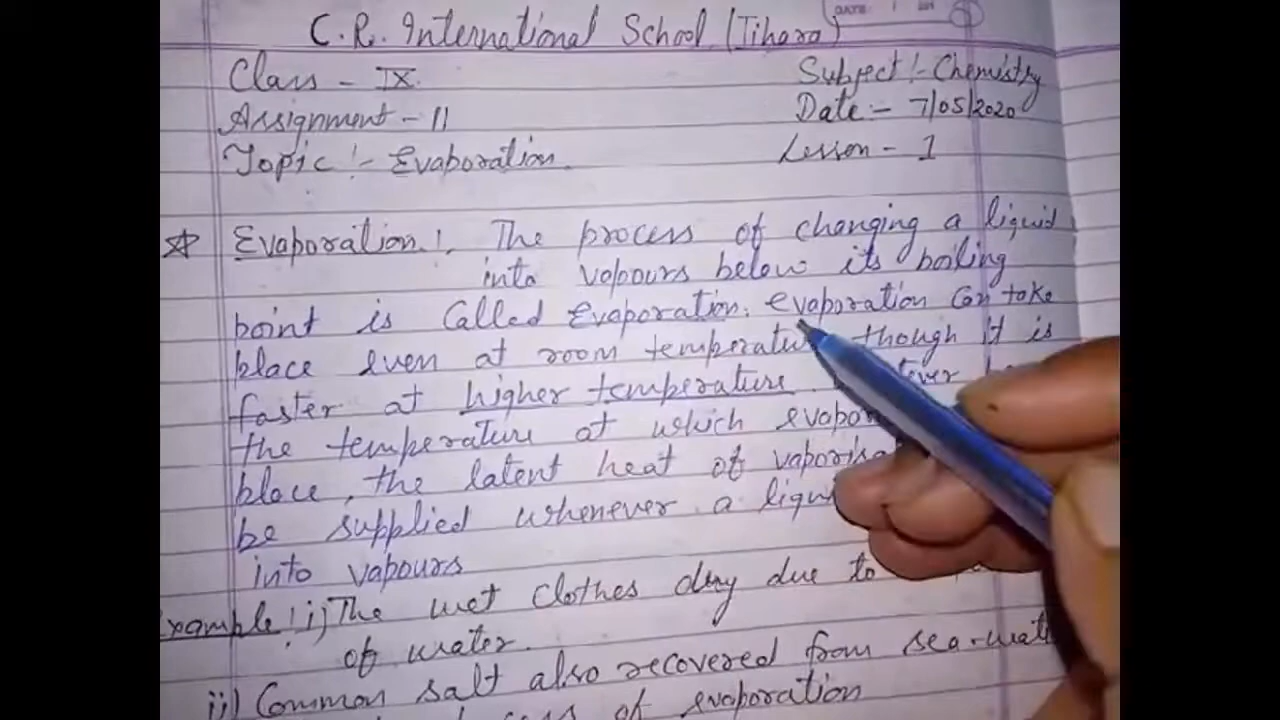 DATE:
C.R. International School (Tihara)
Class - IX
Subject :- Chemistry
Assignment - 11
Date :- 7/05/2020
Topic :- Evaporation
Lesson - 1
Evaporation :. The process of changing a liquid
into vapours below its boiling
point is Called Evaporation. evaporation can take
place even at room temperature though it is
faster at higher temperature.
the temperature at which
place, the latent heat of
be supplied whenever a
into vapours
Example : i) The wet clothes dry due to
of water.
ii) Common salt also recovered from
of evaporation